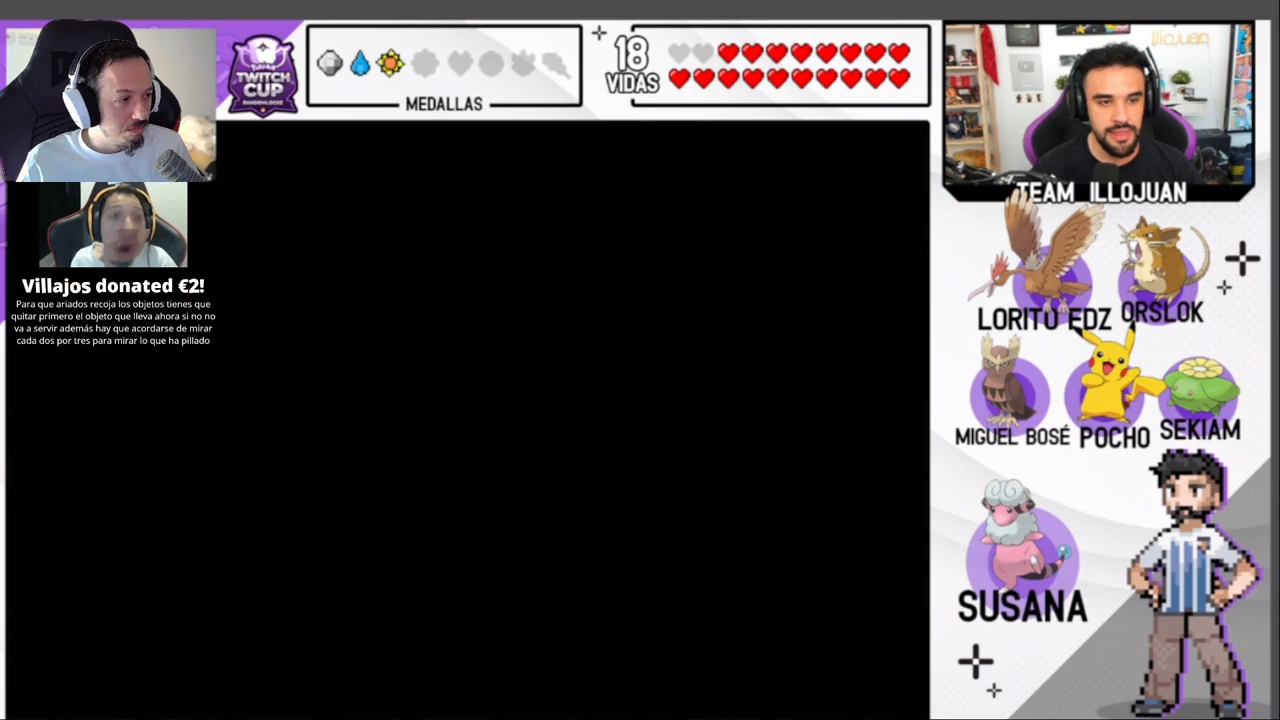 TWITCH
CUP
MEDALLAS
18
VIDAS
TEAM ILLOJUAN
Villajos donated €2!
Para que ariados recoja los objetos tienes que
quitar primero el objeto que lleva ahora si no no
va a servir además hay que acordarse de mirar
cada dos por tres para mirar lo que ha pillado
LORITO EDZ
ORSLOK
MIGUEL BOSÉ
POCHO
SEKIAM
SUSANA